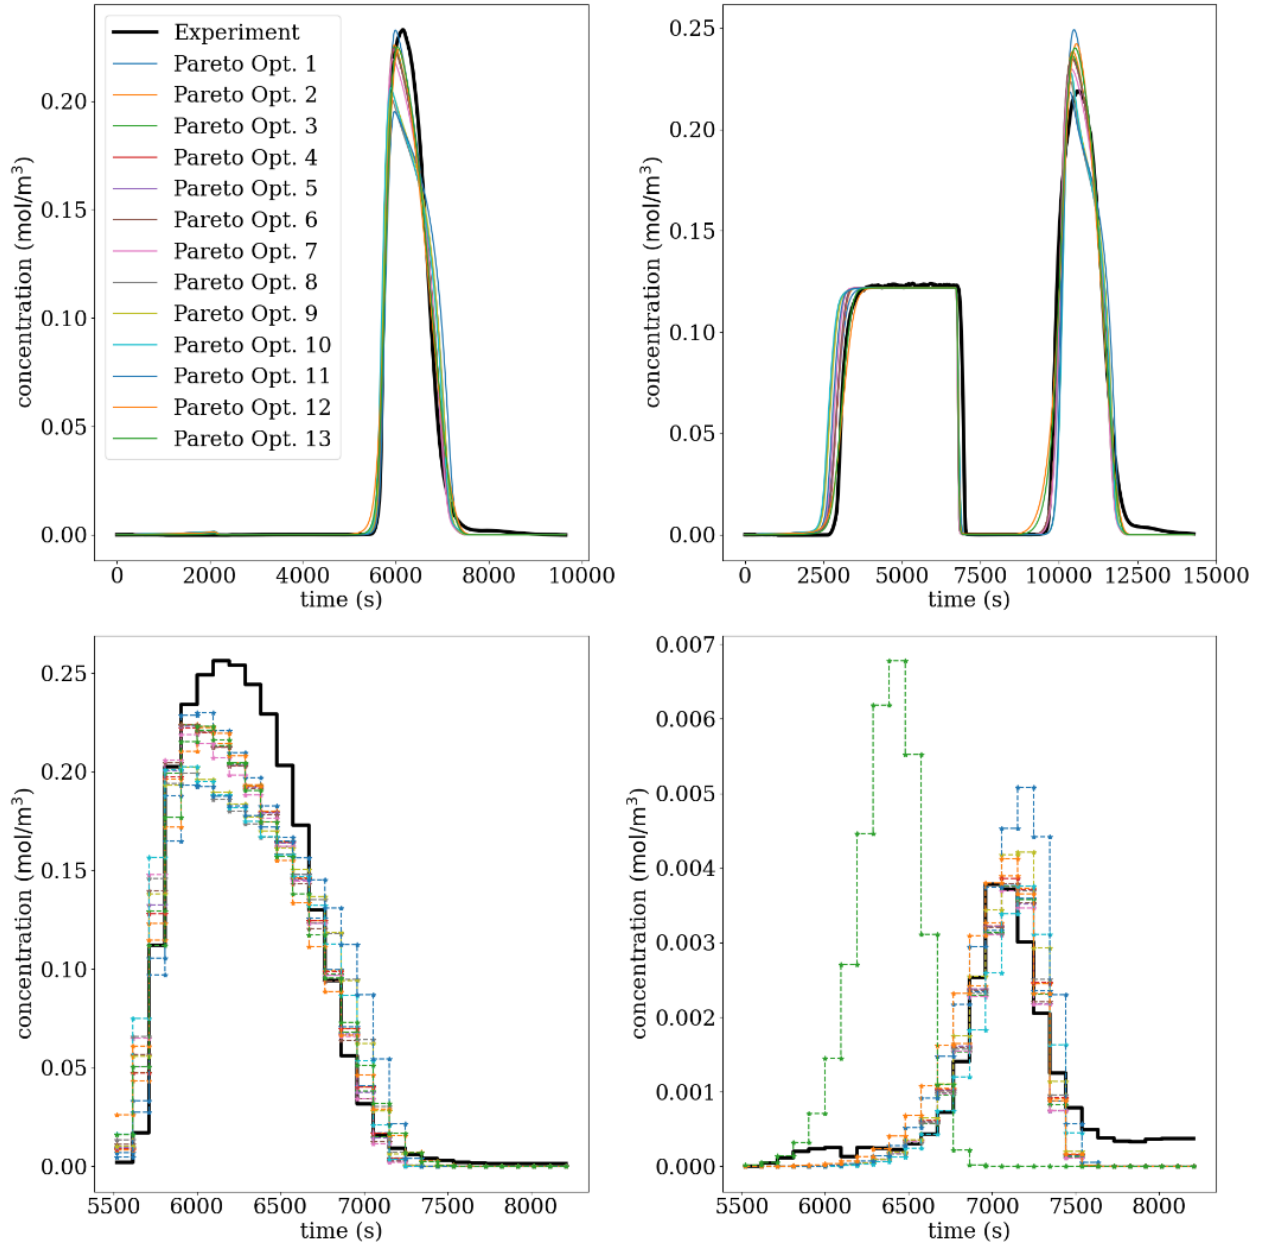 Experiment
Pareto Opt. 1
Pareto Opt. 2
Pareto Opt. 3
Pareto Opt. 4
Pareto Opt. 5
Pareto Opt. 6
Pareto Opt. 7
Pareto Opt. 8
Pareto Opt. 9
Pareto Opt. 10
Pareto Opt. 11
Pareto Opt. 12
Pareto Opt. 13
concentration (mol/m³)
0.20
0.15
0.10
0.05
0.00
0 2000 4000 6000 8000 10000
time (s)
concentration (mol/m³)
0.25
0.20
0.15
0.10
0.05
0.00
0 2500 5000 7500 10000 12500 15000
time (s)
concentration (mol/m³)
0.25
0.20
0.15
0.10
0.05
0.00
5500 6000 6500 7000 7500 8000
time (s)
concentration (mol/m³)
0.007
0.006
0.005
0.004
0.003
0.002
0.001
0.000
5500 6000 6500 7000 7500 8000
time (s)